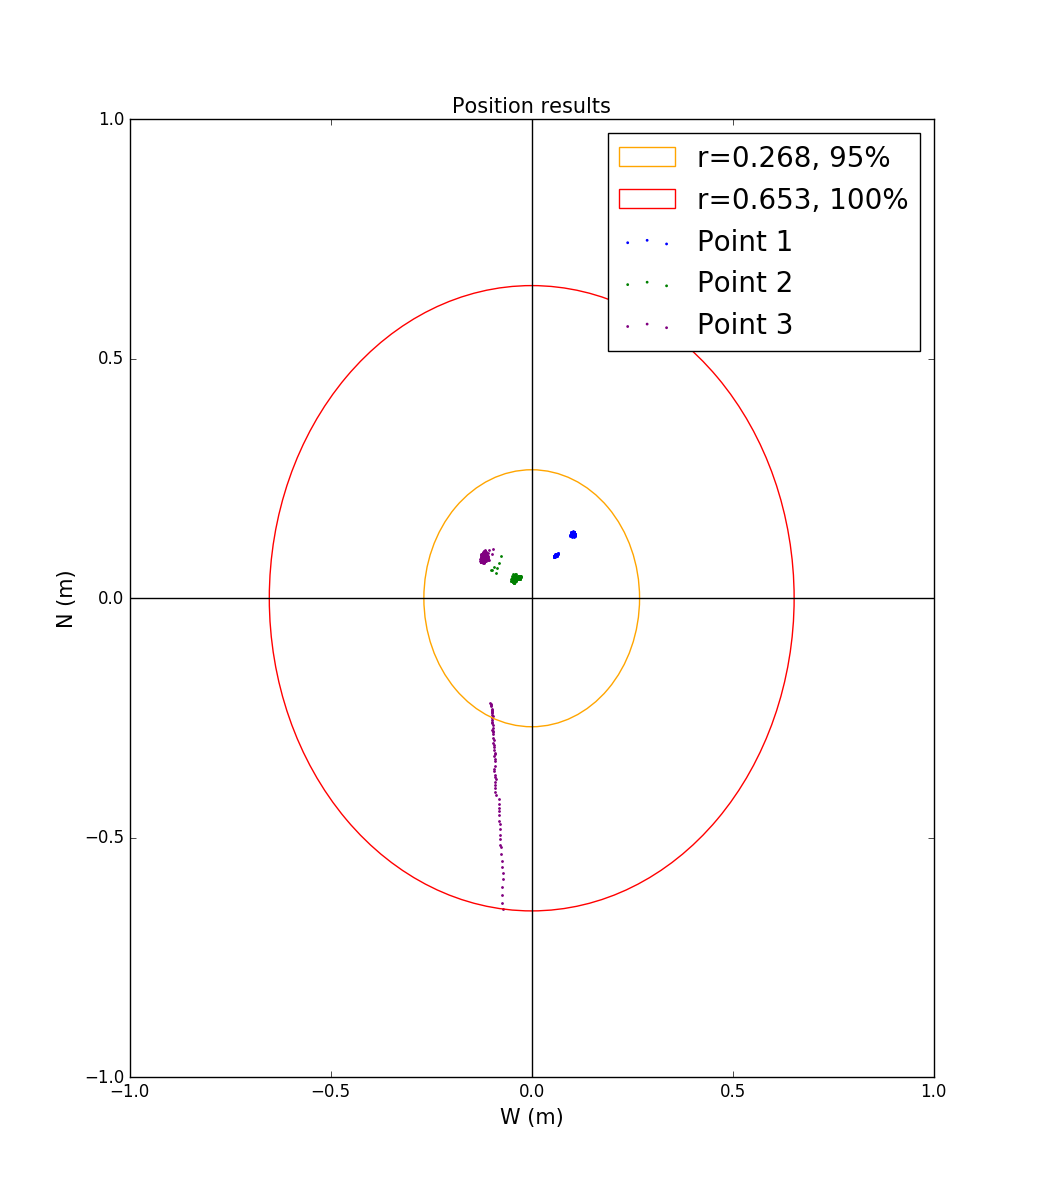 Position results
r=0.268, 95%
r=0.653, 100%
Point 1
Point 2
Point 3
1.0
0.5
0.0
−0.5
−1.0
N (m)
−1.0 −0.5 0.0 0.5 1.0
W (m)